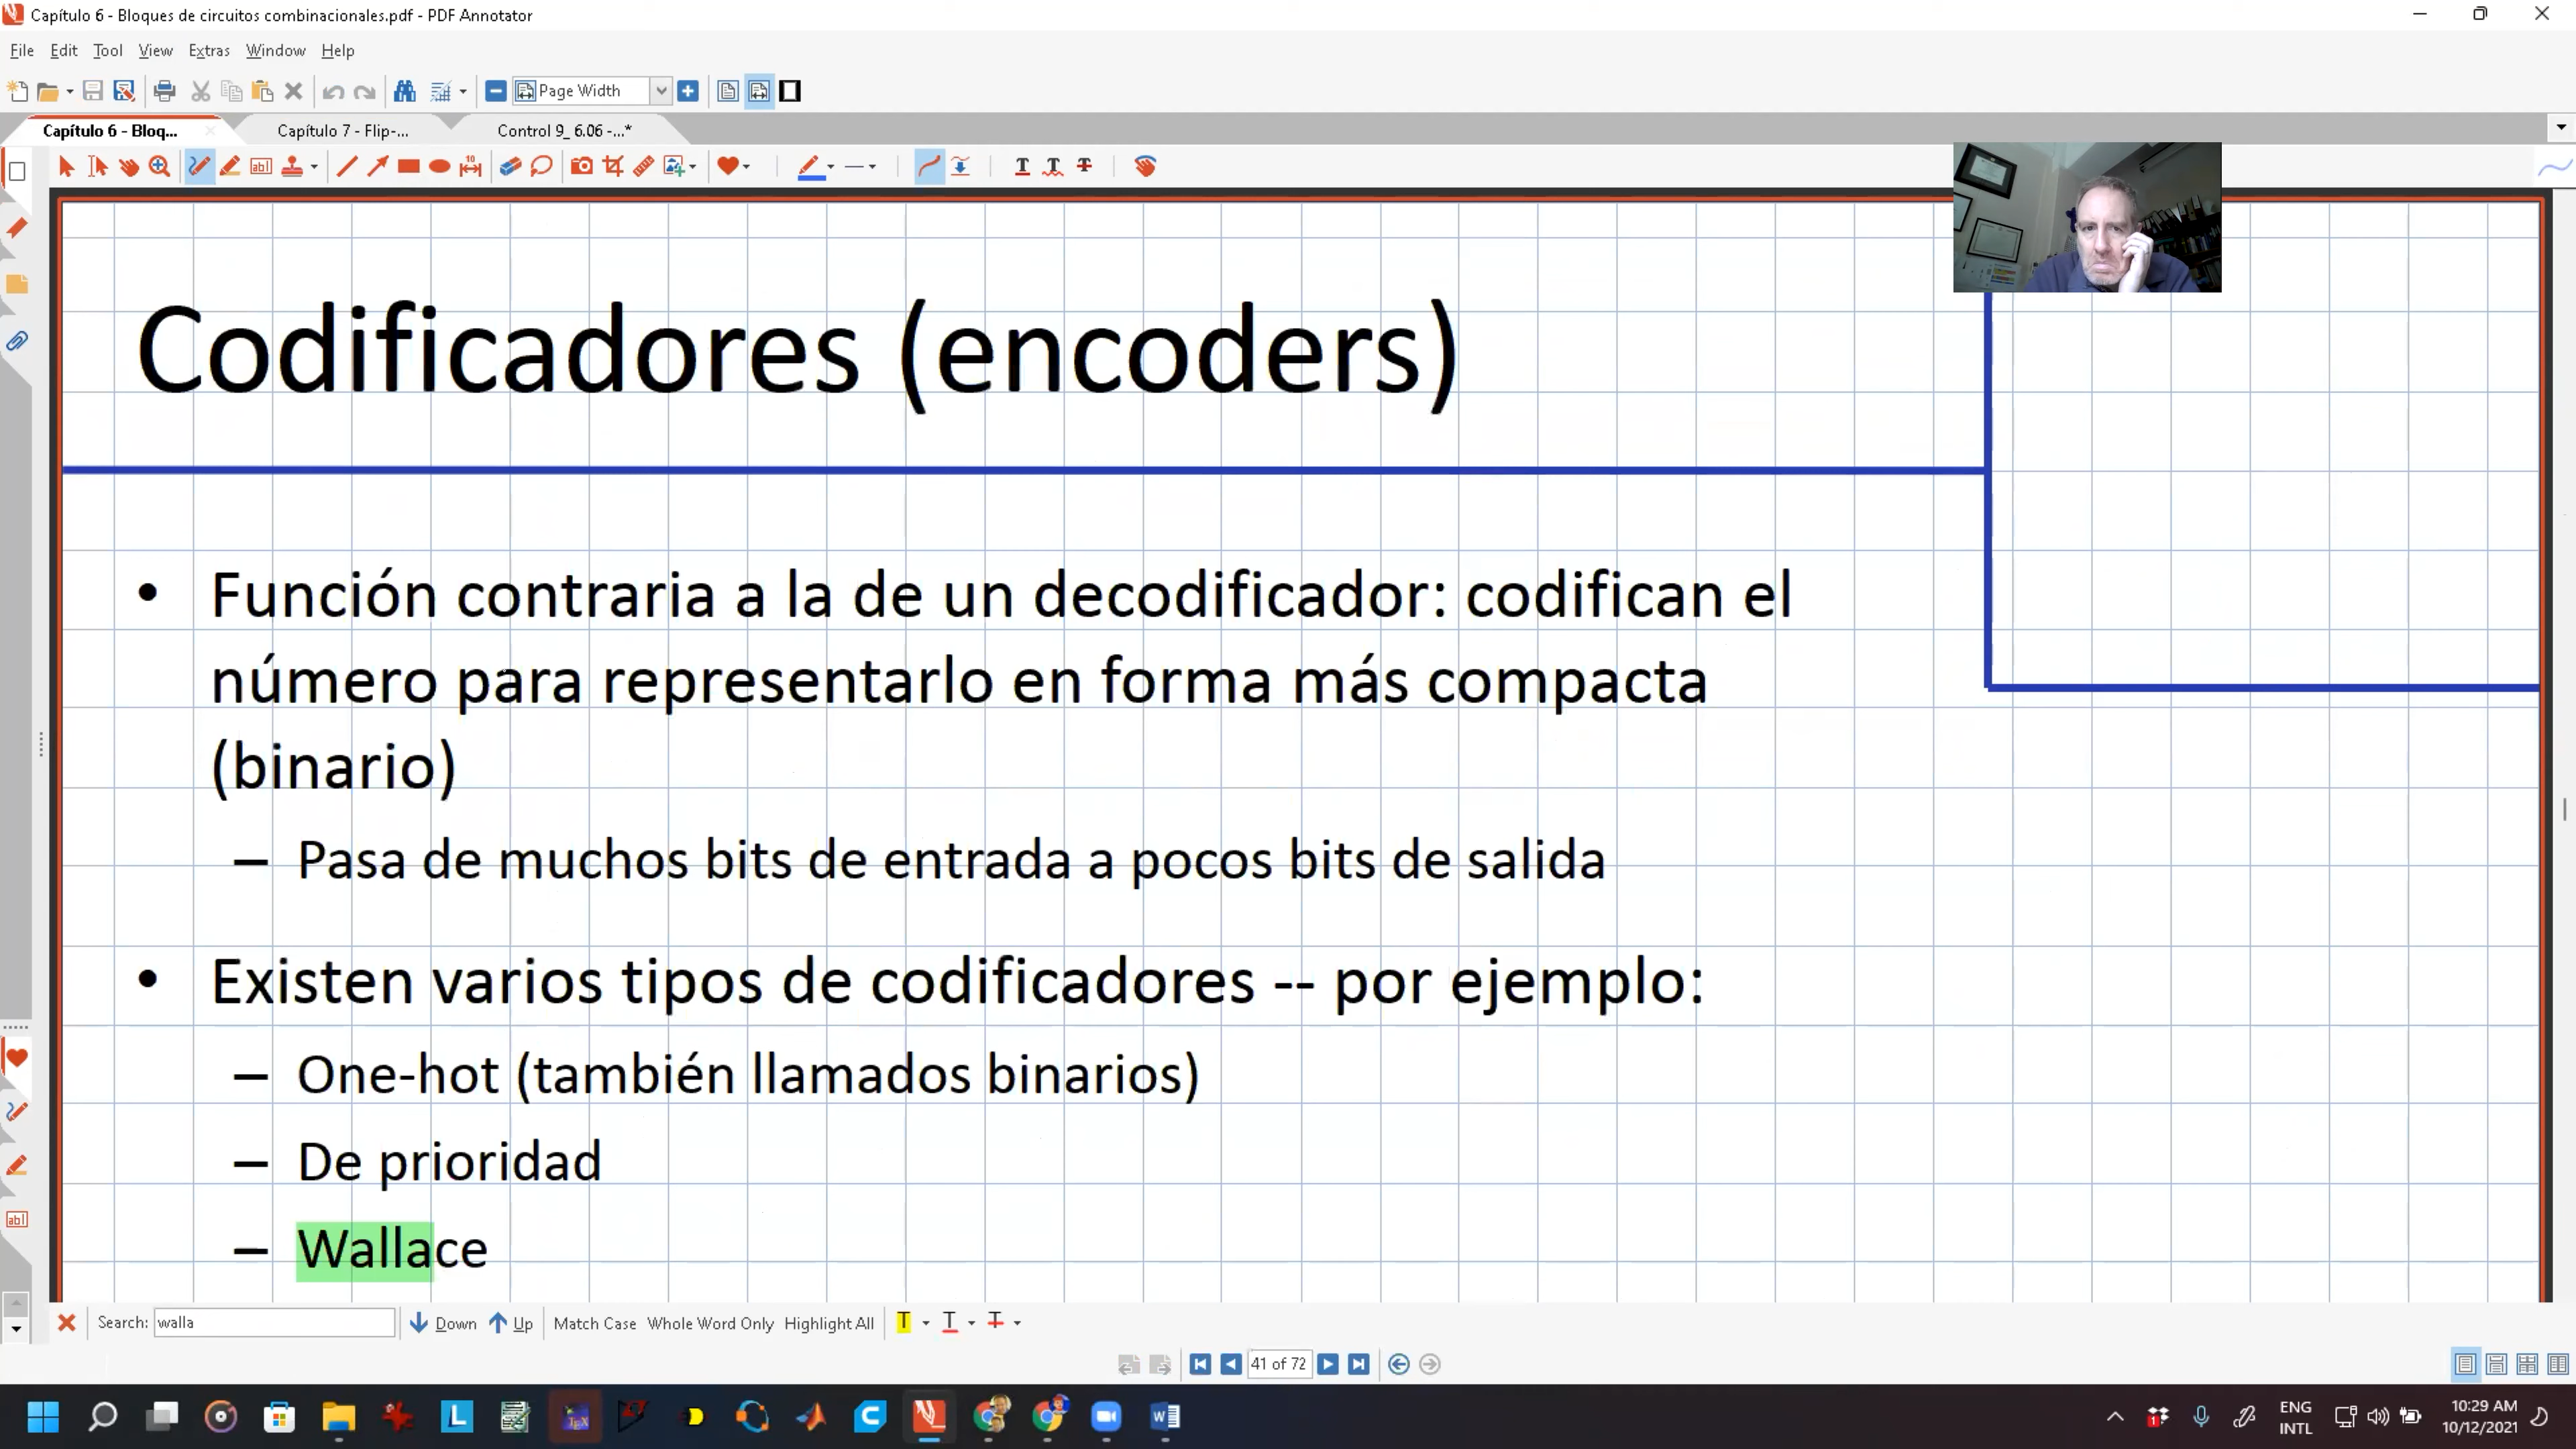 Capítulo 6 - Bloques de circuitos combinacionales.pdf - PDF Annotator
File Edit Tool View Extras Window Help
Page Width
Capítulo 6 - Bloq... Capítulo 7 - Flip-... Control 9_ 6.06 -...*
Codificadores (encoders)
• Función contraria a la de un decodificador: codifican el
número para representarlo en forma más compacta
(binario)
– Pasa de muchos bits de entrada a pocos bits de salida
• Existen varios tipos de codificadores -- por ejemplo:
– One-hot (también llamados binarios)
– De prioridad
– Wallace
Search: walla Down Up Match Case Whole Word Only Highlight All
41 of 72
ENG
INTL
10:29 AM
10/12/2021